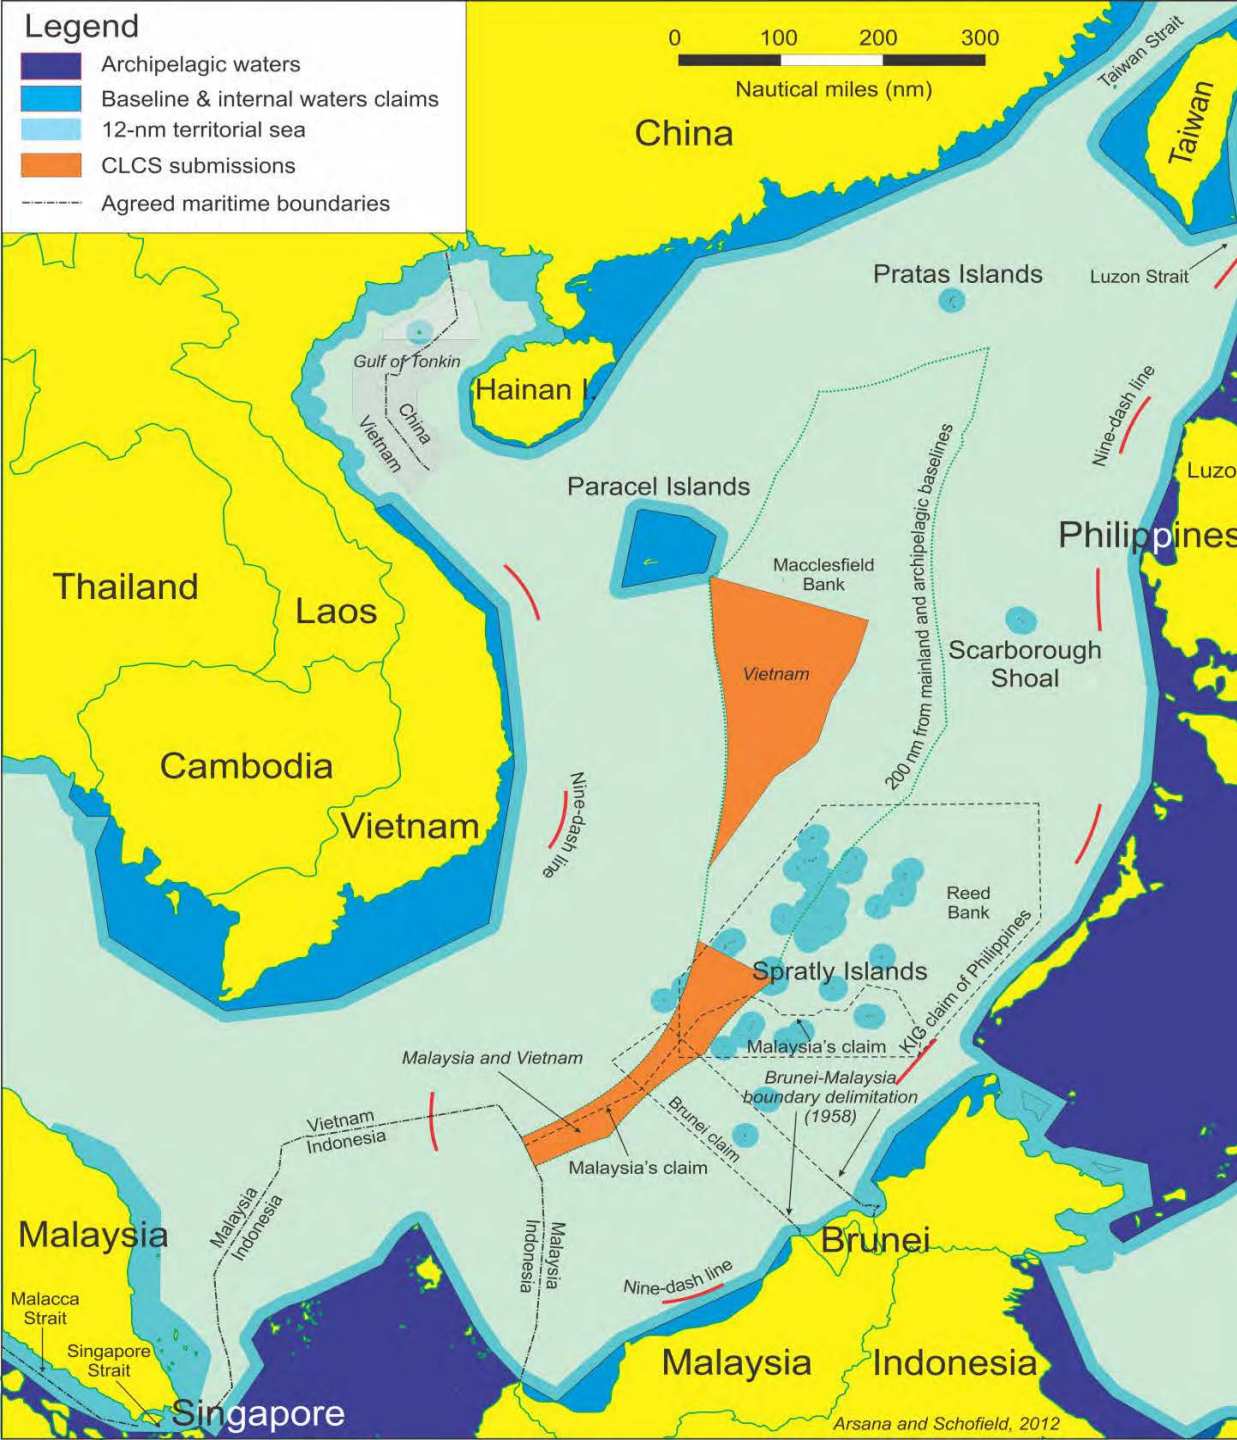 Legend
Archipelagic waters
Baseline & internal waters claims
12-nm territorial sea
CLCS submissions
Agreed maritime boundaries
0 100 200 300
Nautical miles (nm)
China
Taiwan Strait
Taiwan
Pratas Islands
Luzon Strait
Gulf of Tonkin
Hainan I.
China
Vietnam
Nine-dash line
Luzo
Paracel Islands
Philippines
Macclesfield
Bank
200 nm from mainland and archipelagic baselines
Thailand
Laos
Scarborough
Shoal
Vietnam
Cambodia
Vietnam
Nine-dash line
Reed
Bank
Spratly Islands
KIG claim of Philippines
Malaysia's claim
Malaysia and Vietnam
Brunei-Malaysia
boundary delimitation
(1958)
Brunei claim
Vietnam
Indonesia
Malaysia's claim
Malaysia
Indonesia
Malaysia
Brunei
Indonesia
Malaysia
Nine-dash line
Malacca
Strait
Singapore
Strait
Malaysia
Indonesia
Singapore
Arsana and Schofield, 2012